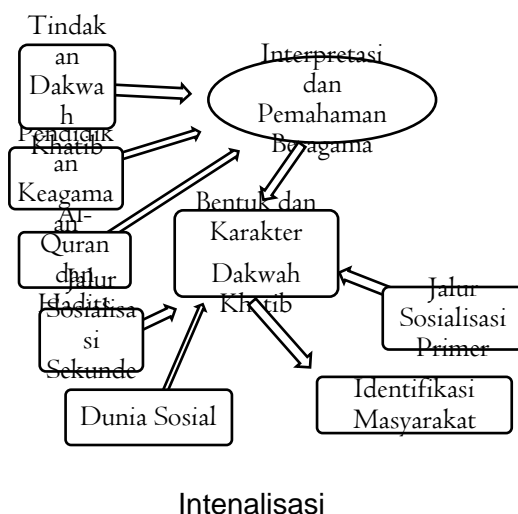 Tindak
an
Dakwa
h
Khatib
Interpretasi
dan
Pemahaman
Beragama
Pendidik
an
Keagama
an
Al-
Quran
dan
Hadits
Bentuk dan
Karakter
Dakwah
Khatib
Jalur
Sosialisa
si
Sekunde
Jalur
Sosialisasi
Primer
Dunia Sosial
Identifikasi
Masyarakat
Intenalisasi